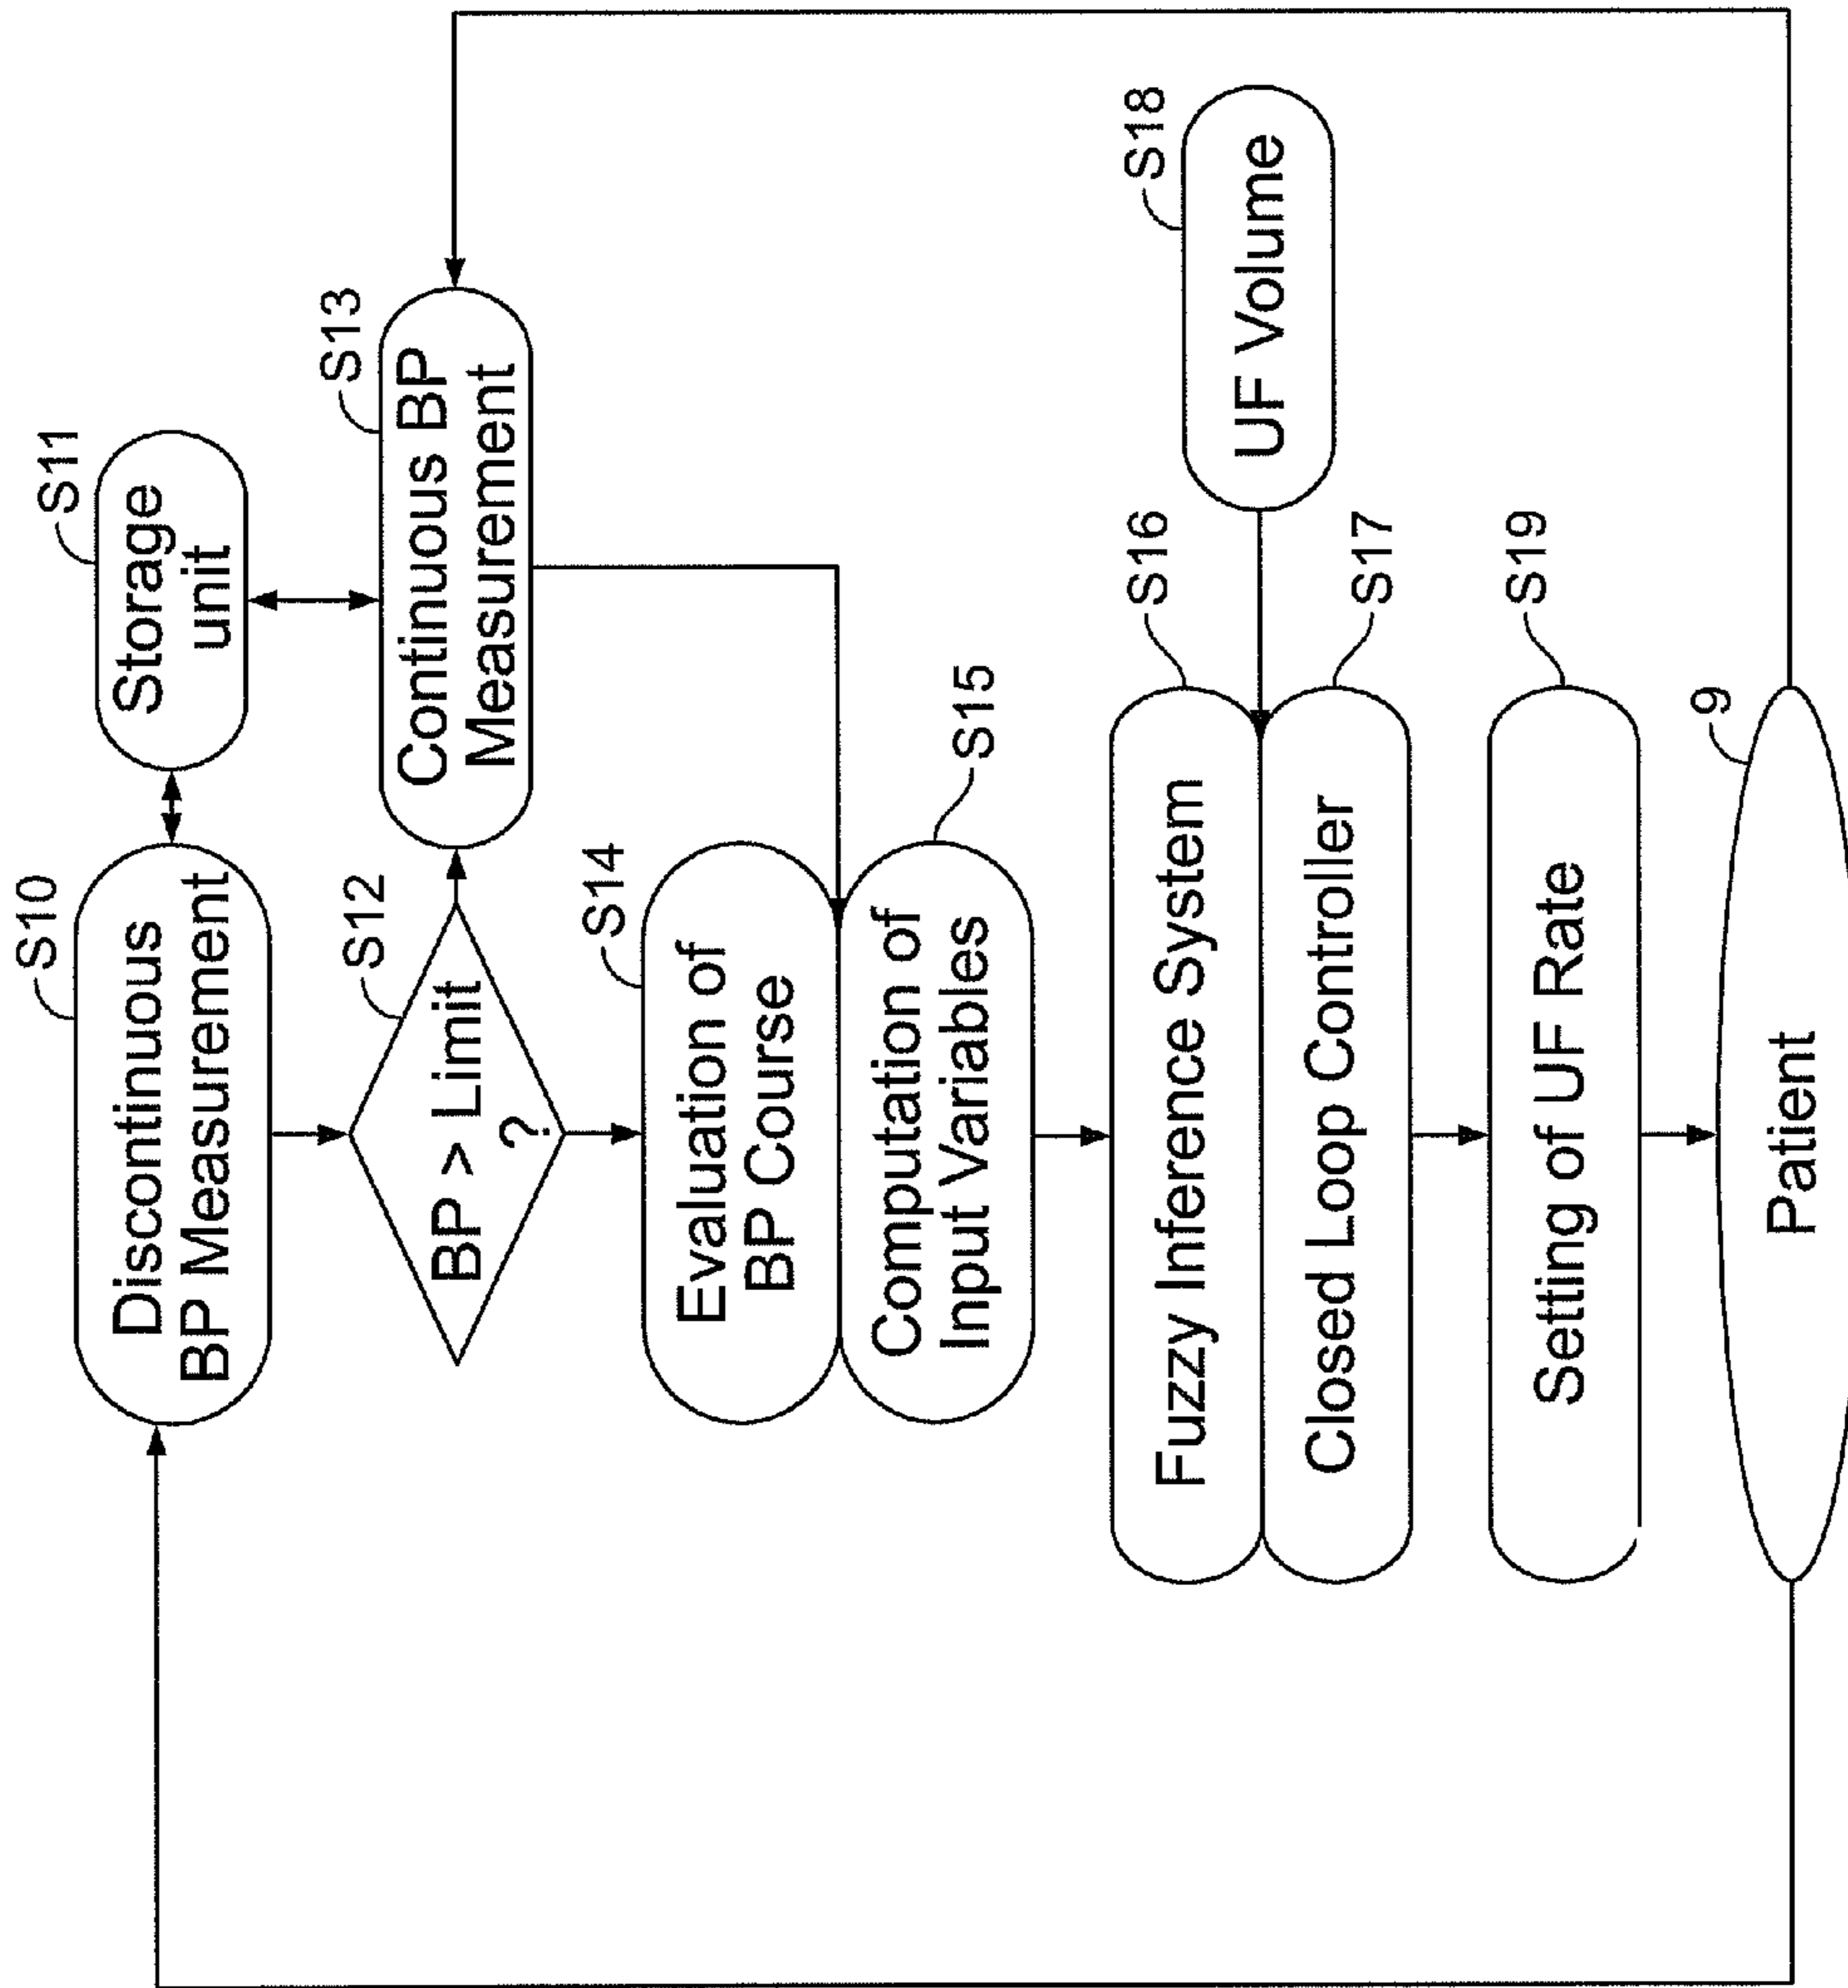 S10
Discontinuous
BP Measurement
S11
Storage
unit
S12
BP > Limit
?
S13
Continuous BP
Measurement
S14
Evaluation of
BP Course
S15
Computation of
Input Variables
S16
Fuzzy Inference System
S17
Closed Loop Controller
S18
UF Volume
S19
Setting of UF Rate
9
Patient